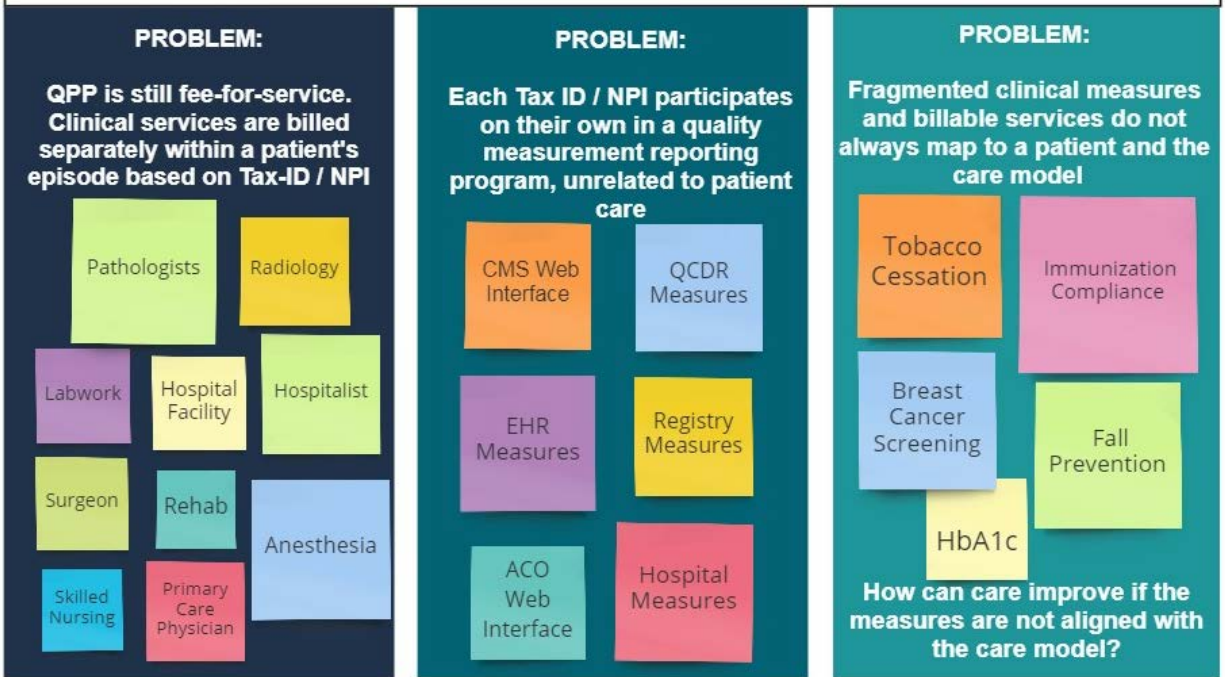 PROBLEM:
QPP is still fee-for-service.
Clinical services are billed
separately within a patient's
episode based on Tax-ID / NPI
Pathologists
Radiology
Labwork
Hospital
Facility
Hospitalist
Surgeon
Rehab
Anesthesia
Skilled
Nursing
Primary
Care
Physician
PROBLEM:
Each Tax ID / NPI participates
on their own in a quality
measurement reporting
program, unrelated to patient
care
CMS Web
Interface
QCDR
Measures
EHR
Measures
Registry
Measures
ACO
Web
Interface
Hospital
Measures
PROBLEM:
Fragmented clinical measures
and billable services do not
always map to a patient and the
care model
Tobacco
Cessation
Immunization
Compliance
Breast
Cancer
Screening
Fall
Prevention
HbA1c
How can care improve if the
measures are not aligned with
the care model?